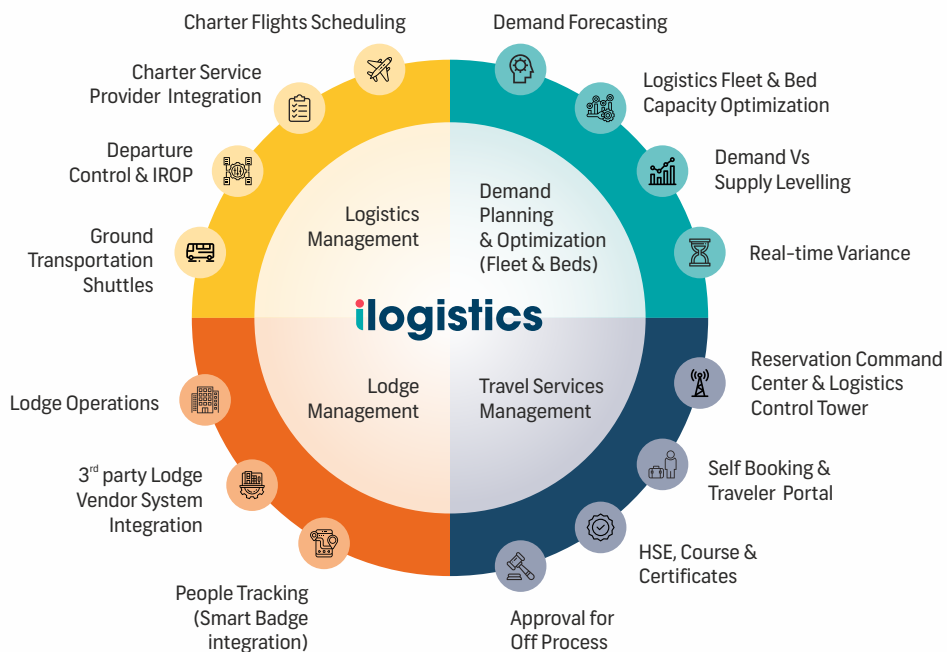 Charter Flights Scheduling
Demand Forecasting
Charter Service
Provider Integration
Logistics Fleet & Bed
Capacity Optimization
Departure
Control & IROP
Demand Vs
Supply Levelling
Ground
Transportation
Shuttles
Real-time Variance
Logistics
Management
Demand
Planning
& Optimization
(Fleet & Beds)
ilogistics
Lodge
Management
Travel Services
Management
Lodge Operations
Reservation Command
Center & Logistics
Control Tower
3rd party Lodge
Vendor System
Integration
Self Booking &
Traveler Portal
People Tracking
(Smart Badge
integration)
HSE, Course &
Certificates
Approval for
Off Process